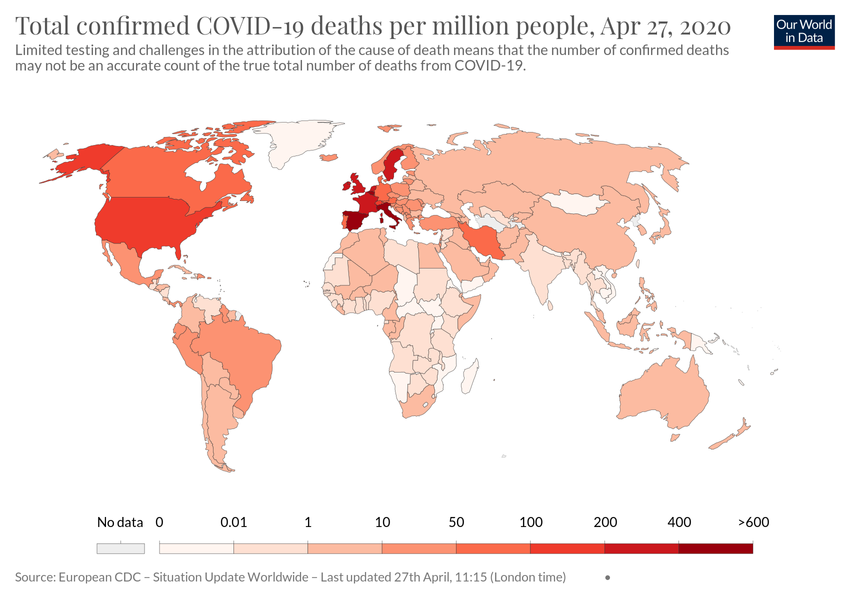 Total confirmed COVID-19 deaths per million people, Apr 27, 2020
Our World
in Data
Limited testing and challenges in the attribution of the cause of death means that the number of confirmed deaths
may not be an accurate count of the true total number of deaths from COVID-19.
No data 0 0.01 1 10 50 100 200 400 >600
Source: European CDC – Situation Update Worldwide – Last updated 27th April, 11:15 (London time) •